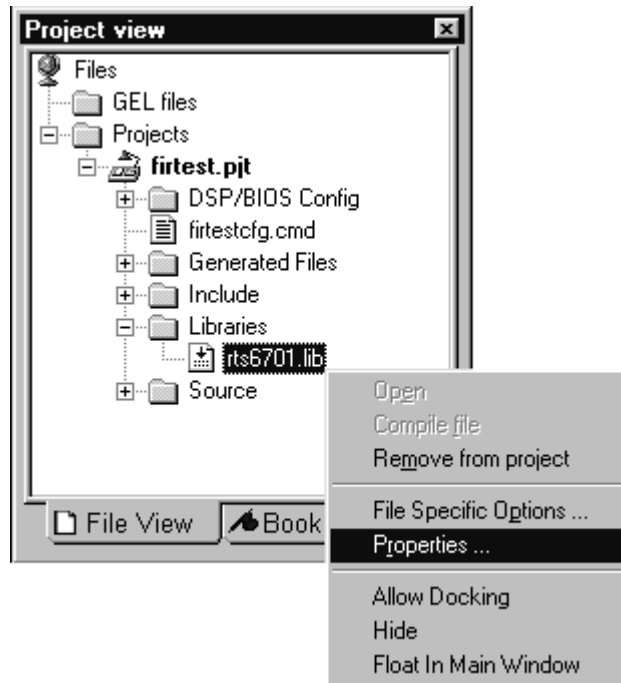 Project view
Files
GEL files
Projects
firtest.pjt
DSP/BIOS Config
firtestcfg.cmd
Generated Files
Include
Libraries
rts6701.lib
Source
File View
Book
Open
Compile file
Remove from project
File Specific Options ...
Properties ...
Allow Docking
Hide
Float In Main Window